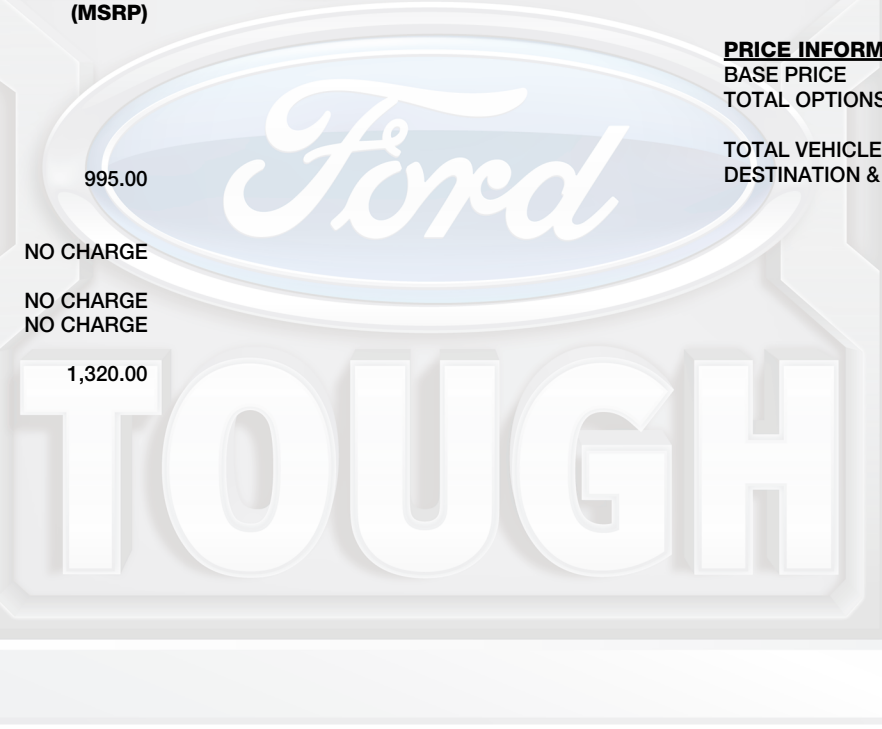 (MSRP)
995.00
NO CHARGE
NO CHARGE
NO CHARGE
1,320.00
PRICE INFORM
BASE PRICE
TOTAL OPTIONS
TOTAL VEHICLE
DESTINATION &
Ford
TOUGH